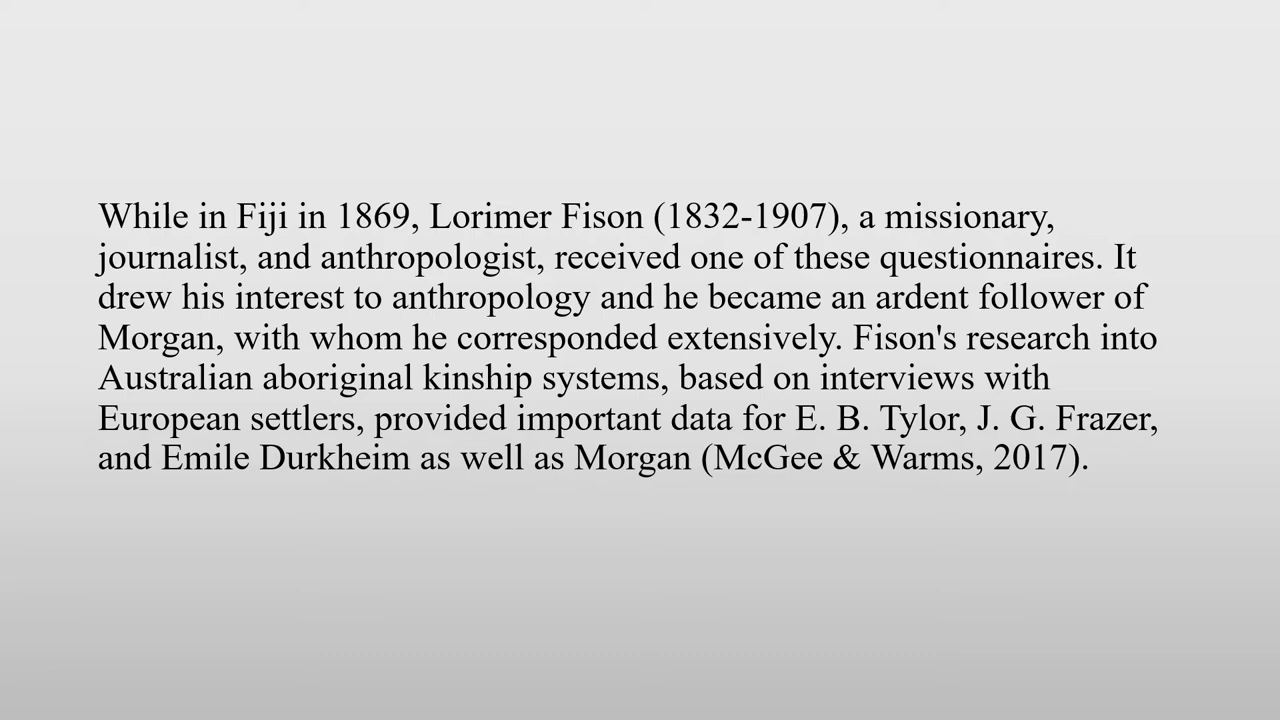 While in Fiji in 1869, Lorimer Fison (1832-1907), a missionary,
journalist, and anthropologist, received one of these questionnaires. It
drew his interest to anthropology and he became an ardent follower of
Morgan, with whom he corresponded extensively. Fison's research into
Australian aboriginal kinship systems, based on interviews with
European settlers, provided important data for E. B. Tylor, J. G. Frazer,
and Emile Durkheim as well as Morgan (McGee & Warms, 2017).